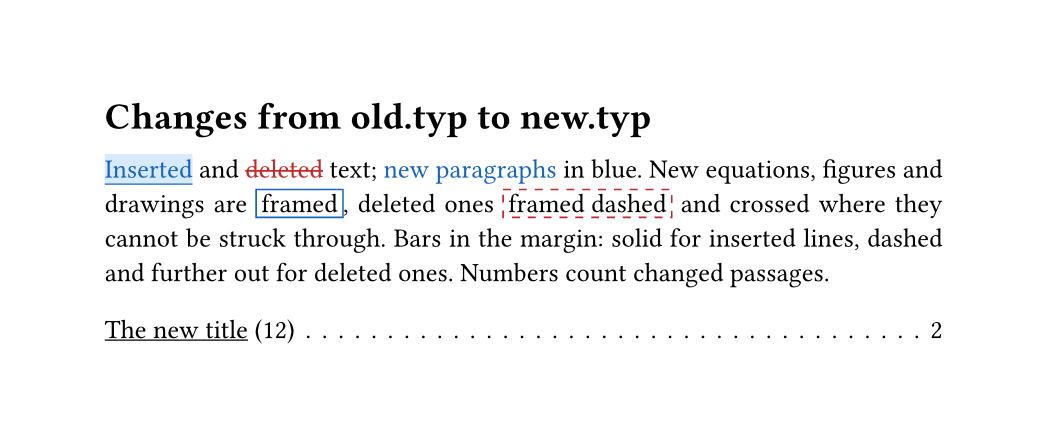 Changes from old.typ to new.typ
Inserted and deleted text; new paragraphs in blue. New equations, figures and
drawings are framed, deleted ones framed dashed and crossed where they
cannot be struck through. Bars in the margin: solid for inserted lines, dashed
and further out for deleted ones. Numbers count changed passages.
The new title (12) . . . . . . . . . . . . . . . . . . . . . . . . . . . . . . . . . . . . . . 2